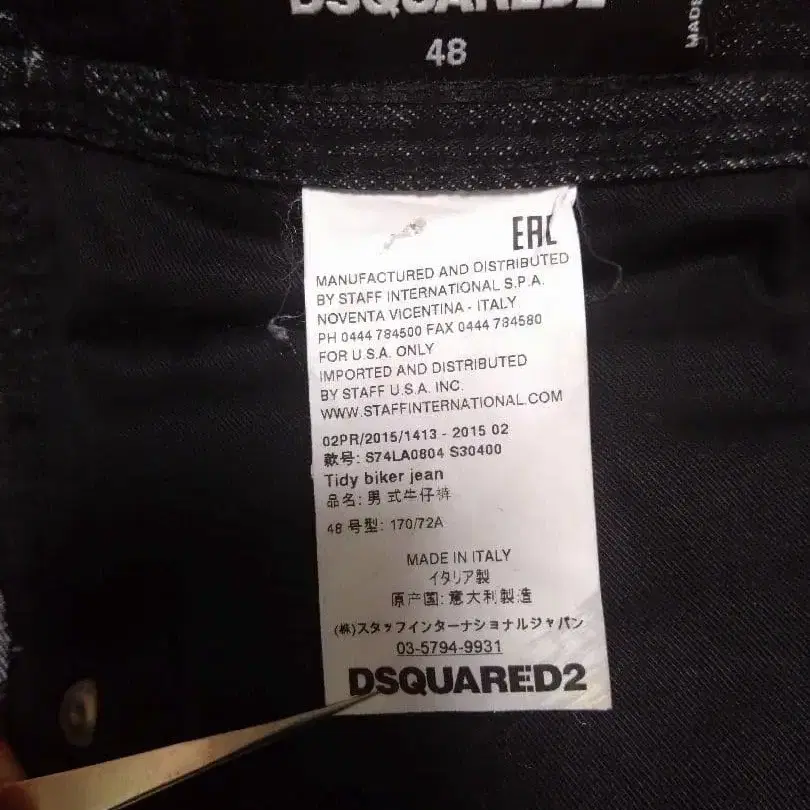 DSQUARED2
48
MADE
EAC
MANUFACTURED AND DISTRIBUTED
BY STAFF INTERNATIONAL S.P.A.
NOVENTA VICENTINA - ITALY
PH 0444 784500 FAX 0444 784580
FOR U.S.A. ONLY
IMPORTED AND DISTRIBUTED
BY STAFF U.S.A. INC.
WWW.STAFFINTERNATIONAL.COM
02PR/2015/1413 - 2015 02
款号: S74LA0804 S30400
Tidy biker jean
品名: 男 式牛仔裤
48 号型: 170/72A
MADE IN ITALY
イタリア製
原产国: 意大利製造
(株)スタッフインターナショナルジャパン
03-5794-9931
DSQUARED2